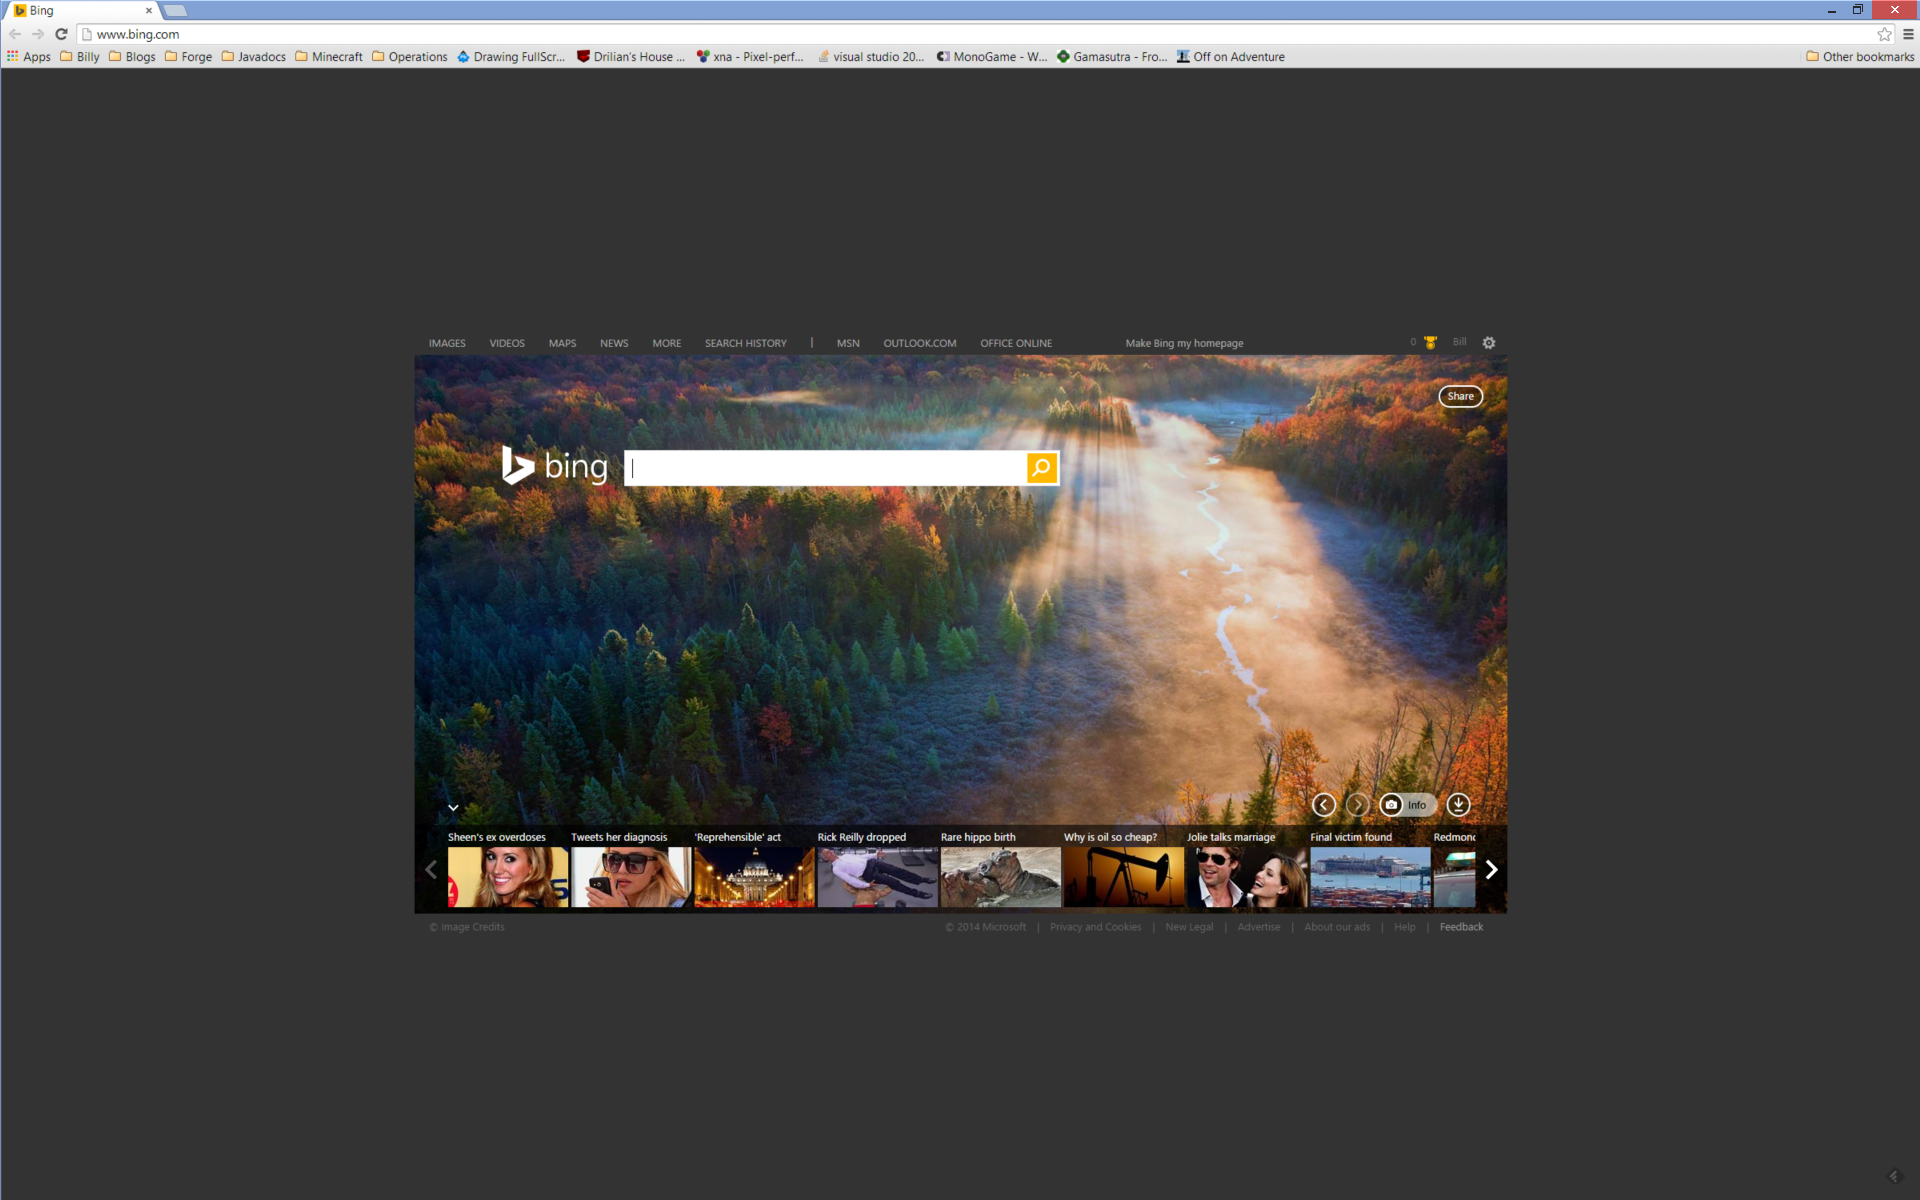 Bing
www.bing.com
Apps Billy Blogs Forge Javadocs Minecraft Operations Drawing FullScr... Drilian's House ... xna - Pixel-perf... visual studio 20... MonoGame - W... Gamasutra - Fro... Off on Adventure Other bookmarks
IMAGES VIDEOS MAPS NEWS MORE SEARCH HISTORY | MSN OUTLOOK.COM OFFICE ONLINE Make Bing my homepage 0 Bill
Share
bing
Info
Sheen's ex overdoses Tweets her diagnosis 'Reprehensible' act Rick Reilly dropped Rare hippo birth Why is oil so cheap? Jolie talks marriage Final victim found Redmond
© Image Credits © 2014 Microsoft | Privacy and Cookies | New Legal | Advertise | About our ads | Help | Feedback